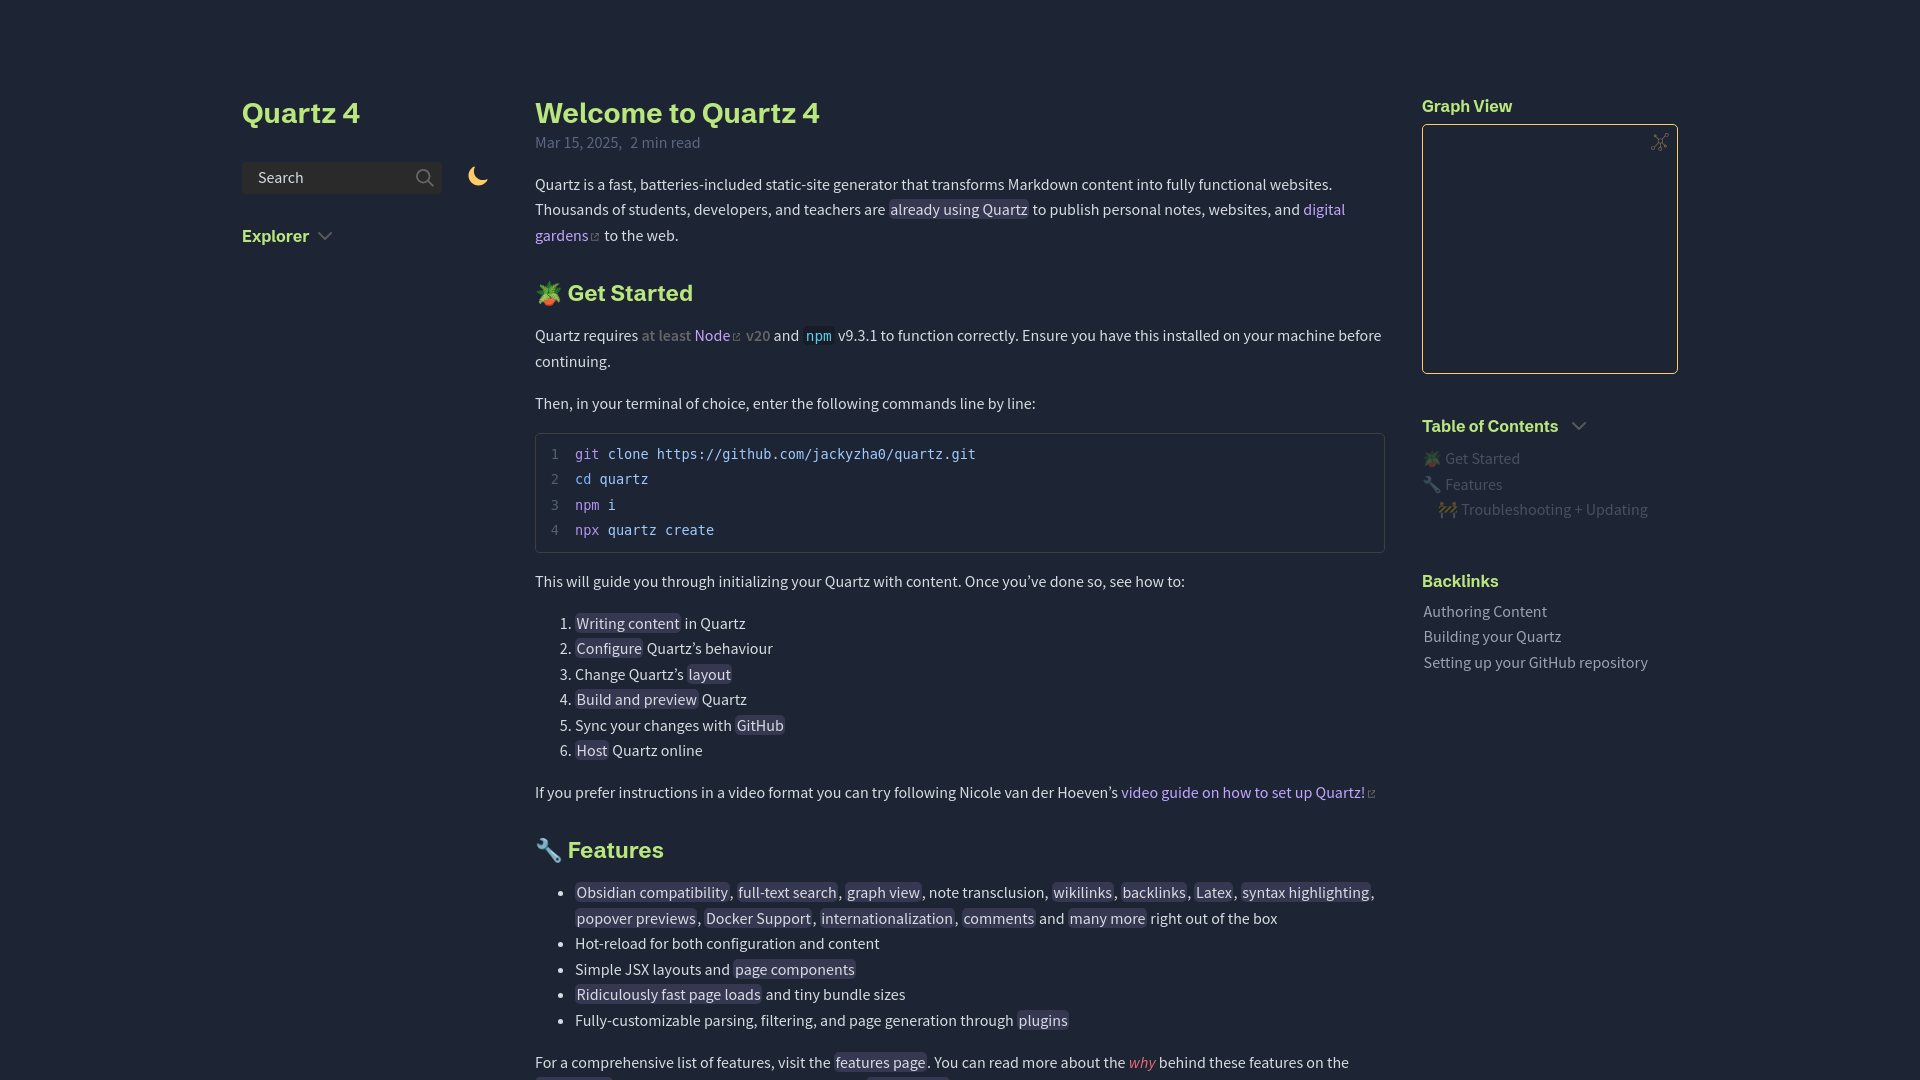 Quartz 4
Search
Explorer
Welcome to Quartz 4
Mar 15, 2025, 2 min read
Quartz is a fast, batteries-included static-site generator that transforms Markdown content into fully functional websites.
Thousands of students, developers, and teachers are already using Quartz to publish personal notes, websites, and digital
gardens to the web.
🪴 Get Started
Quartz requires at least Node v20 and npm v9.3.1 to function correctly. Ensure you have this installed on your machine before
continuing.
Then, in your terminal of choice, enter the following commands line by line:
1 git clone https://github.com/jackyzha0/quartz.git
2 cd quartz
3 npm i
4 npx quartz create
This will guide you through initializing your Quartz with content. Once you’ve done so, see how to:
1. Writing content in Quartz
2. Configure Quartz’s behaviour
3. Change Quartz’s layout
4. Build and preview Quartz
5. Sync your changes with GitHub
6. Host Quartz online
If you prefer instructions in a video format you can try following Nicole van der Hoeven’s video guide on how to set up Quartz!
🔧 Features
• Obsidian compatibility, full-text search, graph view, note transclusion, wikilinks, backlinks, Latex, syntax highlighting,
popover previews, Docker Support, internationalization, comments and many more right out of the box
• Hot-reload for both configuration and content
• Simple JSX layouts and page components
• Ridiculously fast page loads and tiny bundle sizes
• Fully-customizable parsing, filtering, and page generation through plugins
For a comprehensive list of features, visit the features page. You can read more about the why behind these features on the
Graph View
Table of Contents
🪴 Get Started
🔧 Features
🚧 Troubleshooting + Updating
Backlinks
Authoring Content
Building your Quartz
Setting up your GitHub repository